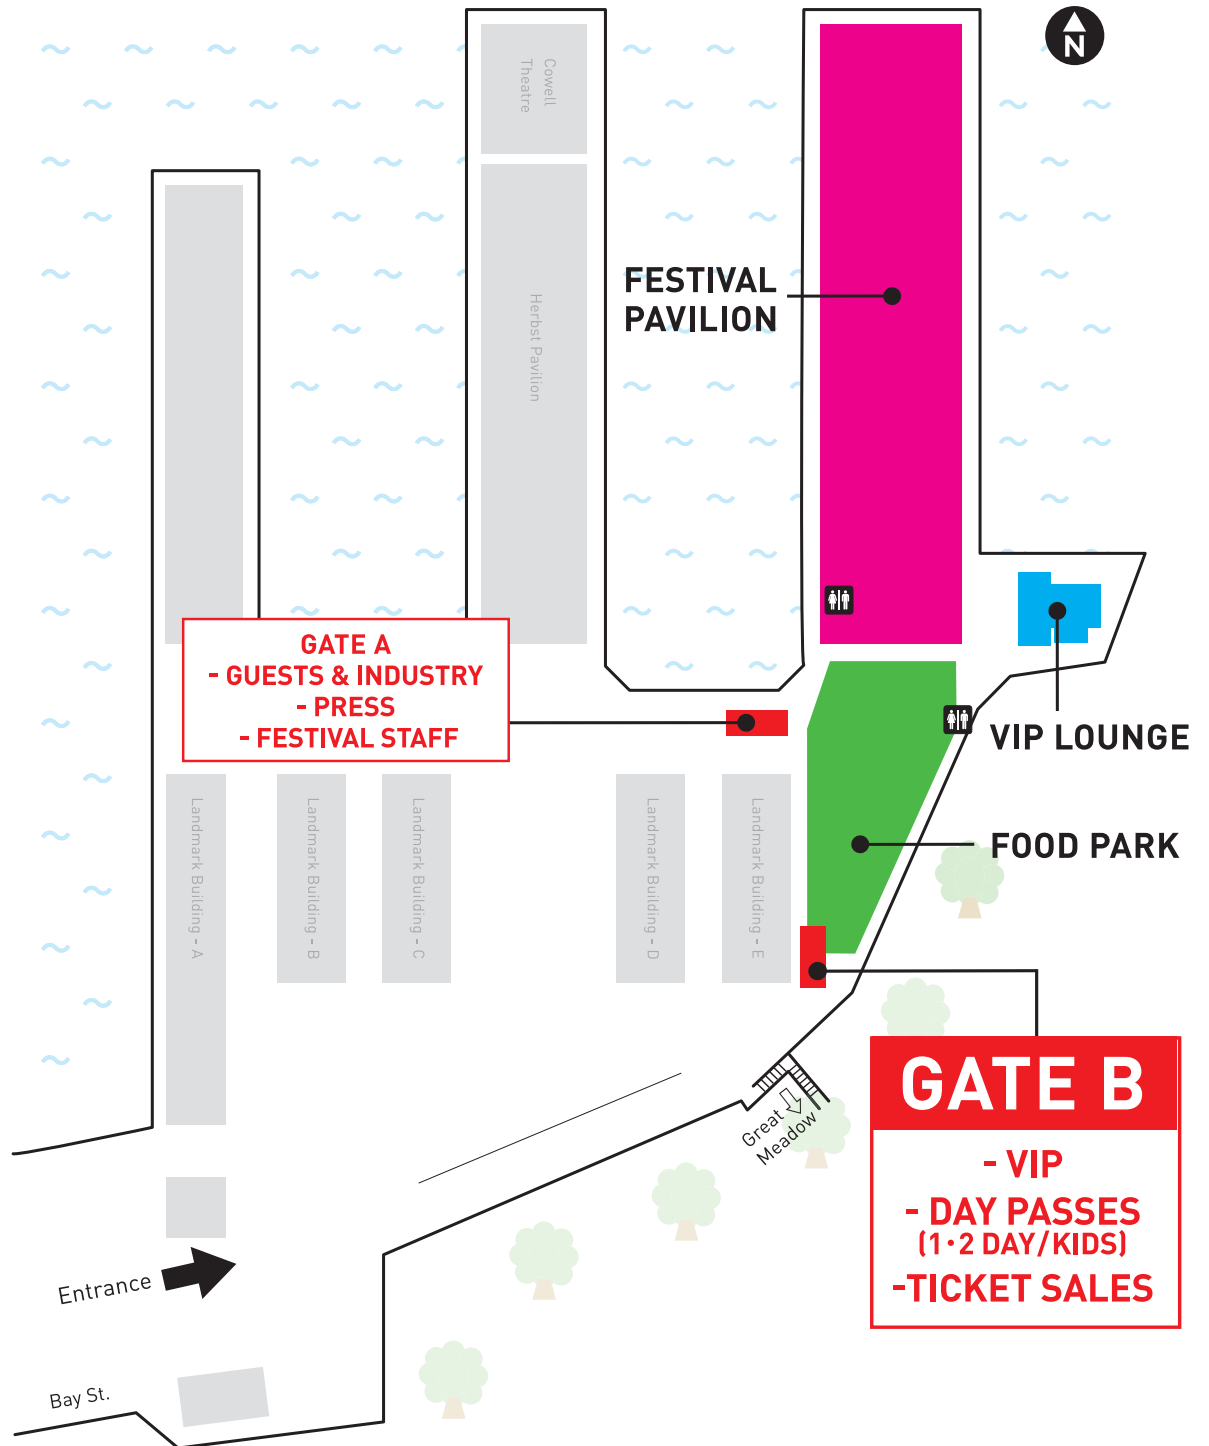 N
Cowell
Theatre
FESTIVAL
PAVILION
Herbst Pavilion
GATE A
- GUESTS & INDUSTRY
- PRESS
- FESTIVAL STAFF
VIP LOUNGE
FOOD PARK
Landmark Building - A
Landmark Building - B
Landmark Building - C
Landmark Building - D
Landmark Building - E
GATE B
- VIP
- DAY PASSES
(1•2 DAY/KIDS)
-TICKET SALES
Great
Meadow
Entrance
Bay St.